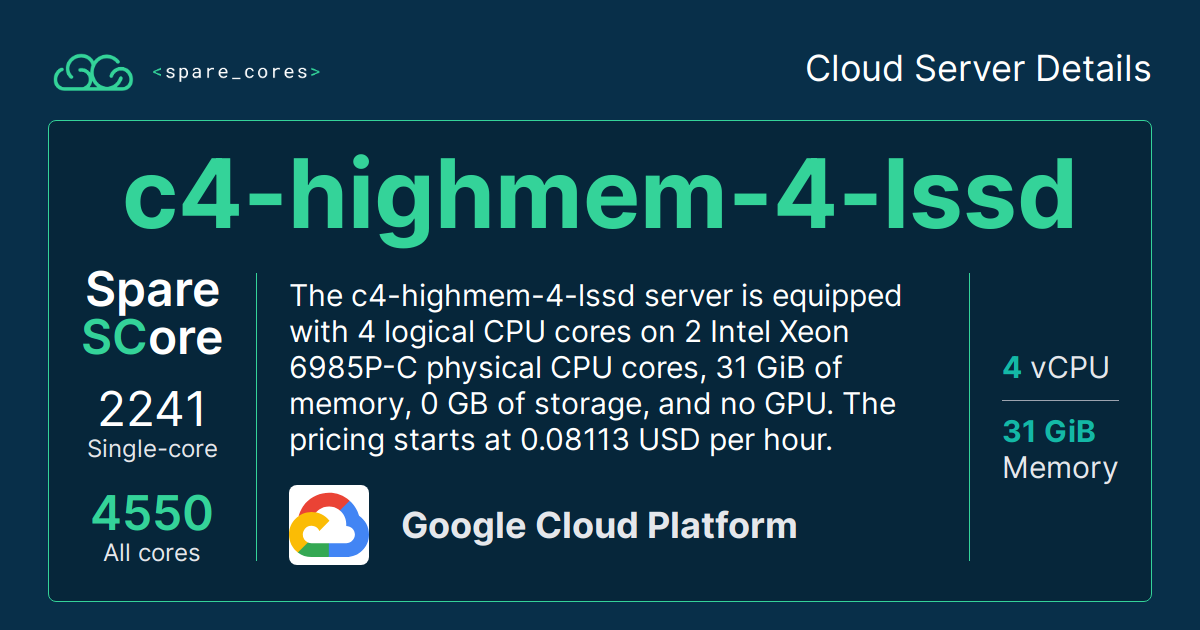 <spare_cores>
Cloud Server Details
c4-highmem-4-lssd
Spare
SCore
2241
Single-core
4550
All cores
The c4-highmem-4-lssd server is equipped
with 4 logical CPU cores on 2 Intel Xeon
6985P-C physical CPU cores, 31 GiB of
memory, 0 GB of storage, and no GPU. The
pricing starts at 0.08113 USD per hour.
Google Cloud Platform
4 vCPU
31 GiB
Memory